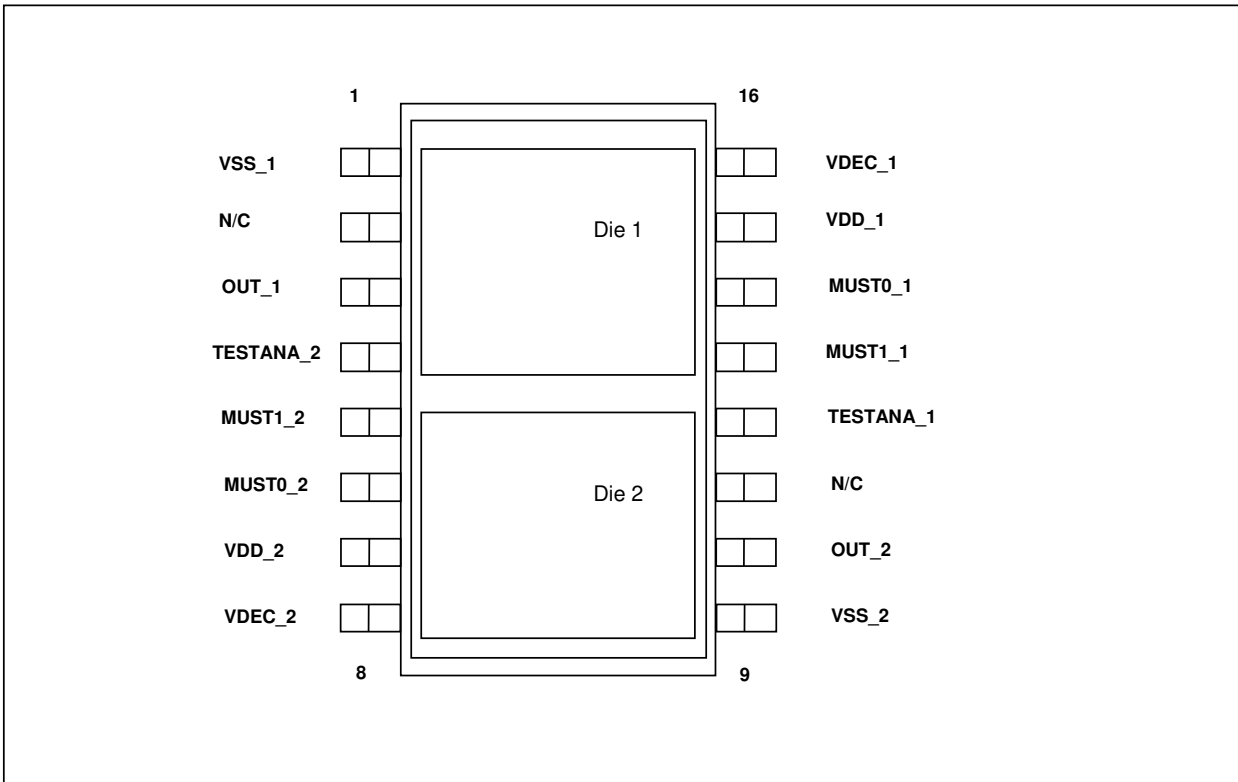 1 16
VSS_1 VDEC_1
N/C Die 1 VDD_1
OUT_1 MUST0_1
TESTANA_2 MUST1_1
MUST1_2 TESTANA_1
MUST0_2 Die 2 N/C
VDD_2 OUT_2
VDEC_2 VSS_2
8 9